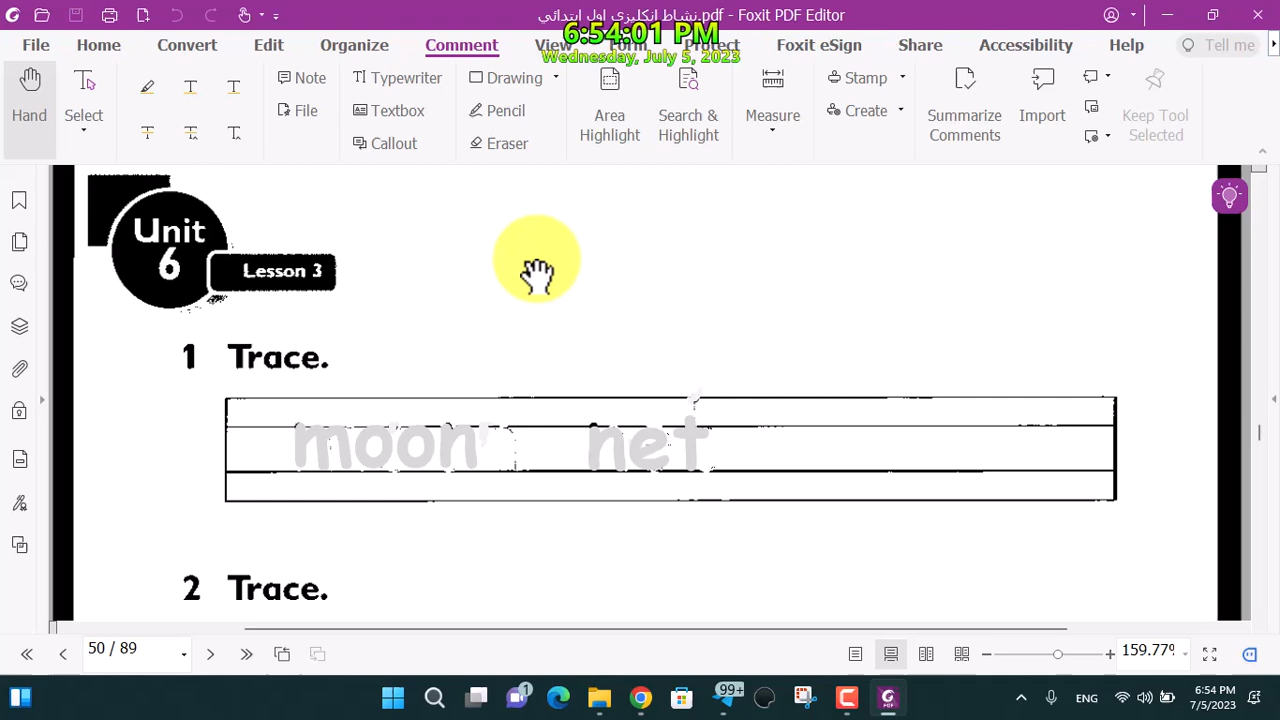 نشاط انكليزي اول ابتدائي.pdf - Foxit PDF Editor
6:54:01 PM
Wednesday, July 5, 2023
File Home Convert Edit Organize Comment View Form Protect Foxit eSign Share Accessibility Help Tell me
Hand
Select
Note
File
Typewriter
Textbox
Callout
Drawing
Pencil
Eraser
Area Highlight
Search & Highlight
Measure
Stamp
Create
Summarize Comments
Import
Keep Tool Selected
Unit 6
Lesson 3
1 Trace.
moon net
2 Trace.
50 / 89
159.77%
1
99+
PDF
ENG
6:54 PM
7/5/2023